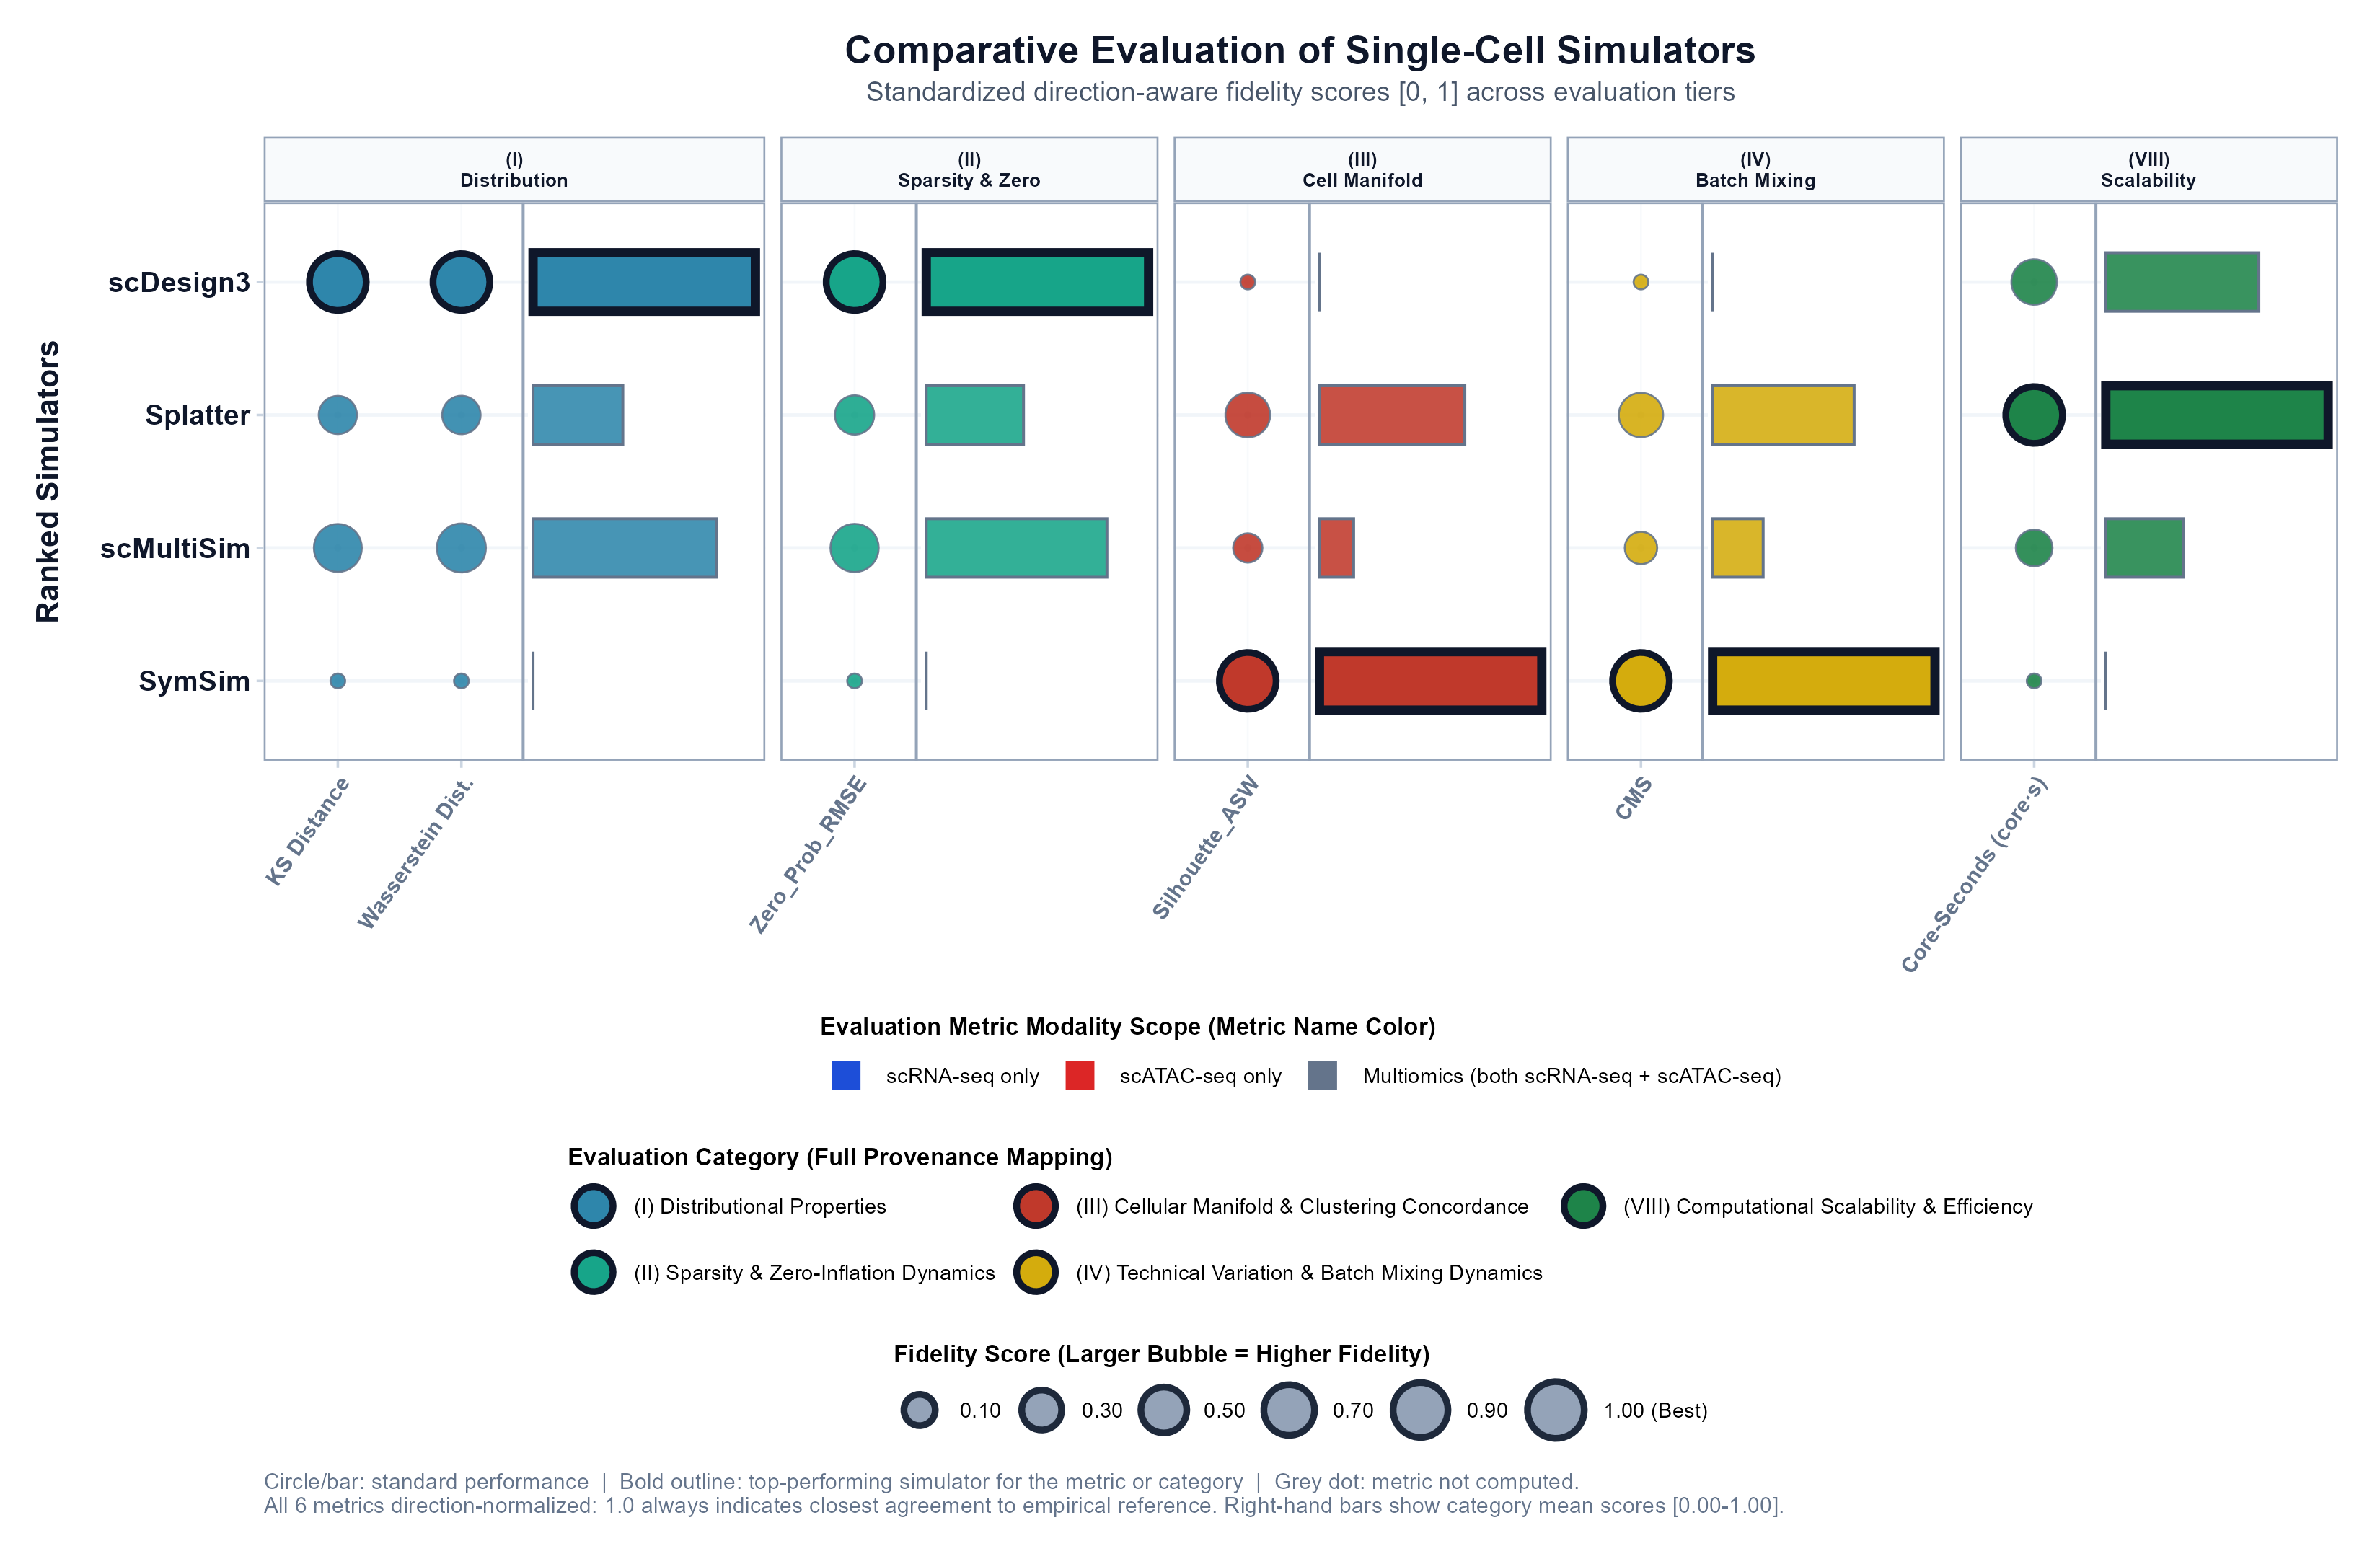 Comparative Evaluation of Single-Cell Simulators
Standardized direction-aware fidelity scores [0, 1] across evaluation tiers
(I)
Distribution
(II)
Sparsity & Zero
(III)
Cell Manifold
(IV)
Batch Mixing
(VIII)
Scalability
Ranked Simulators
scDesign3
Splatter
scMultiSim
SymSim
KS Distance
Wasserstein Dist.
Zero_Prob_RMSE
Silhouette_ASW
CMS
Core-Seconds (core·s)
Evaluation Metric Modality Scope (Metric Name Color)
scRNA-seq only
scATAC-seq only
Multiomics (both scRNA-seq + scATAC-seq)
Evaluation Category (Full Provenance Mapping)
(I) Distributional Properties
(III) Cellular Manifold & Clustering Concordance
(VIII) Computational Scalability & Efficiency
(II) Sparsity & Zero-Inflation Dynamics
(IV) Technical Variation & Batch Mixing Dynamics
Fidelity Score (Larger Bubble = Higher Fidelity)
0.10
0.30
0.50
0.70
0.90
1.00 (Best)
Circle/bar: standard performance | Bold outline: top-performing simulator for the metric or category | Grey dot: metric not computed.
All 6 metrics direction-normalized: 1.0 always indicates closest agreement to empirical reference. Right-hand bars show category mean scores [0.00-1.00].